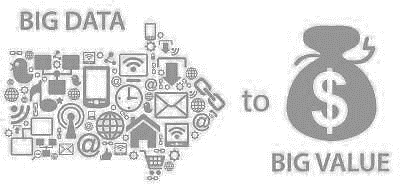 BIG DATA
to
$
BIG VALUE